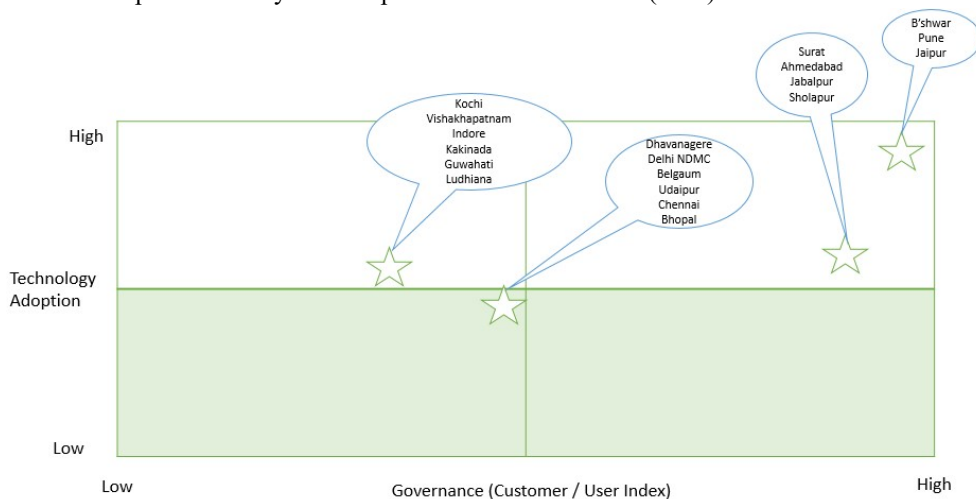 B'shwar
Pune
Jaipur
Surat
Ahmedabad
Jabalpur
Sholapur
Kochi
Vishakhapatnam
Indore
Kakinada
Guwahati
Ludhiana
High
Dhavanagere
Delhi NDMC
Belgaum
Udaipur
Chennai
Bhopal
Technology
Adoption
Low
Low
Governance (Customer / User Index)
High